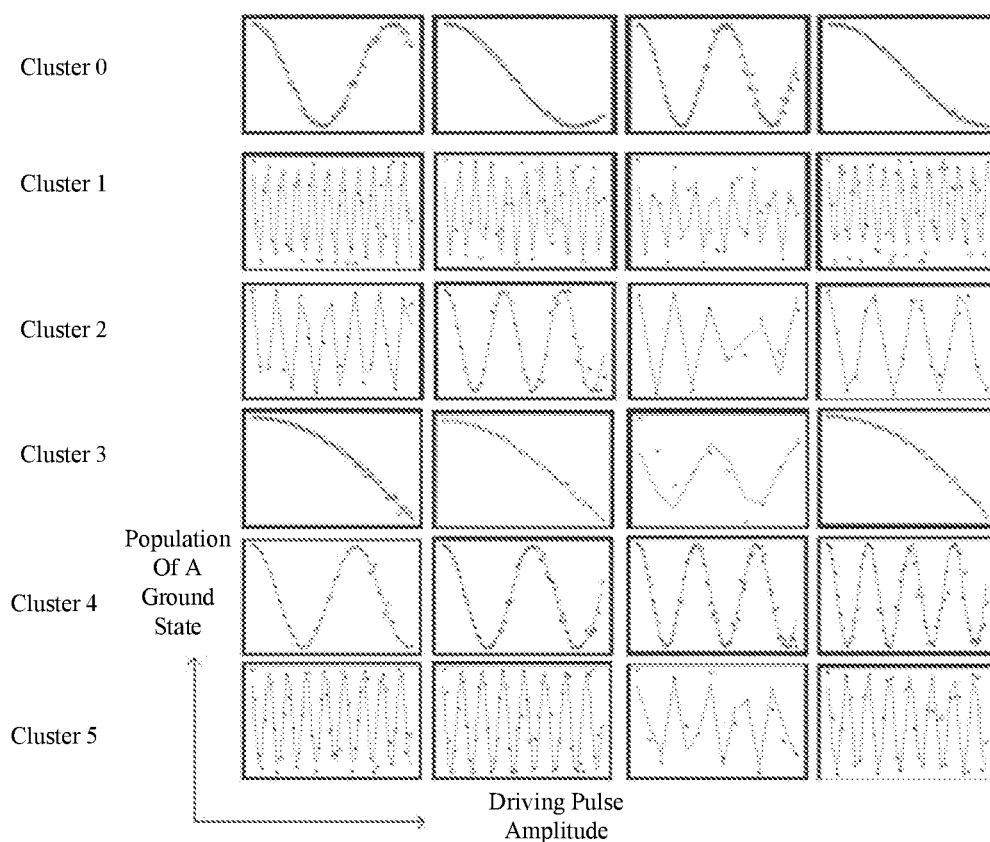 Cluster 0
Cluster 1
Cluster 2
Cluster 3
Population
Of A
Ground
State
Cluster 4
Cluster 5
Driving Pulse
Amplitude